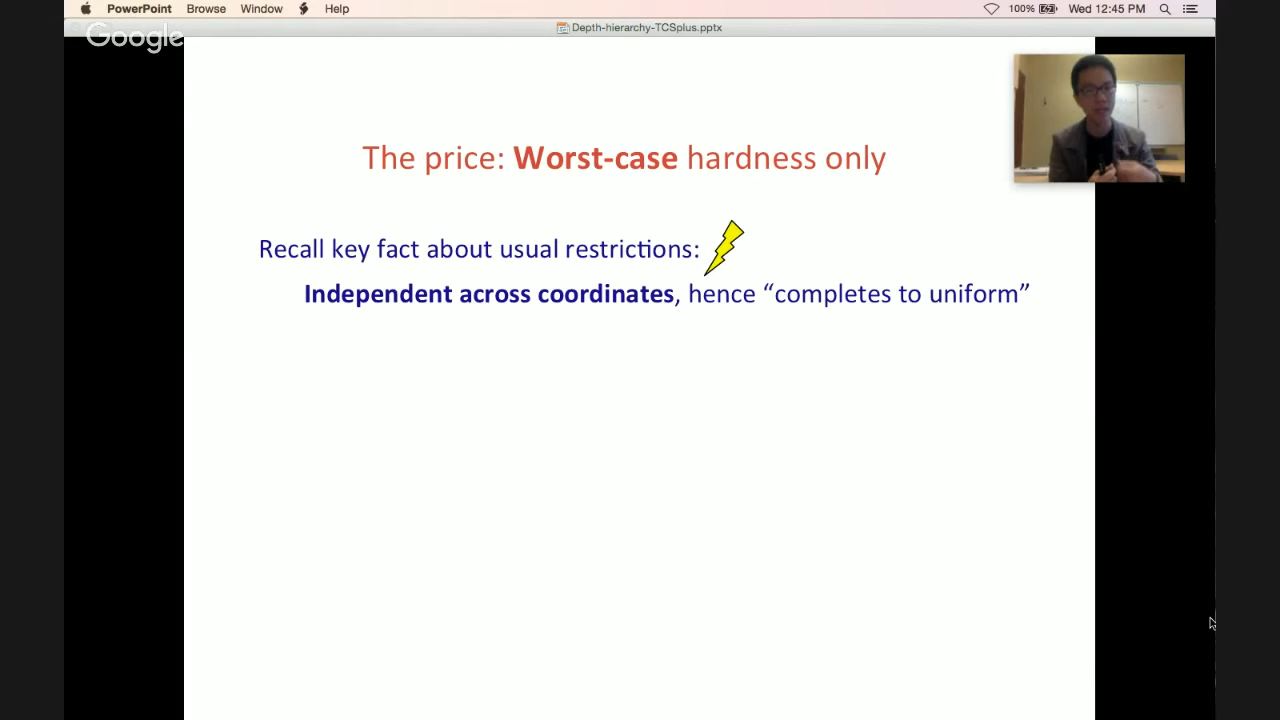 PowerPoint Browse Window Help 100% Wed 12:45 PM
Depth-hierarchy-TCSplus.pptx
Google
The price: Worst-case hardness only
Recall key fact about usual restrictions:
Independent across coordinates, hence “completes to uniform”